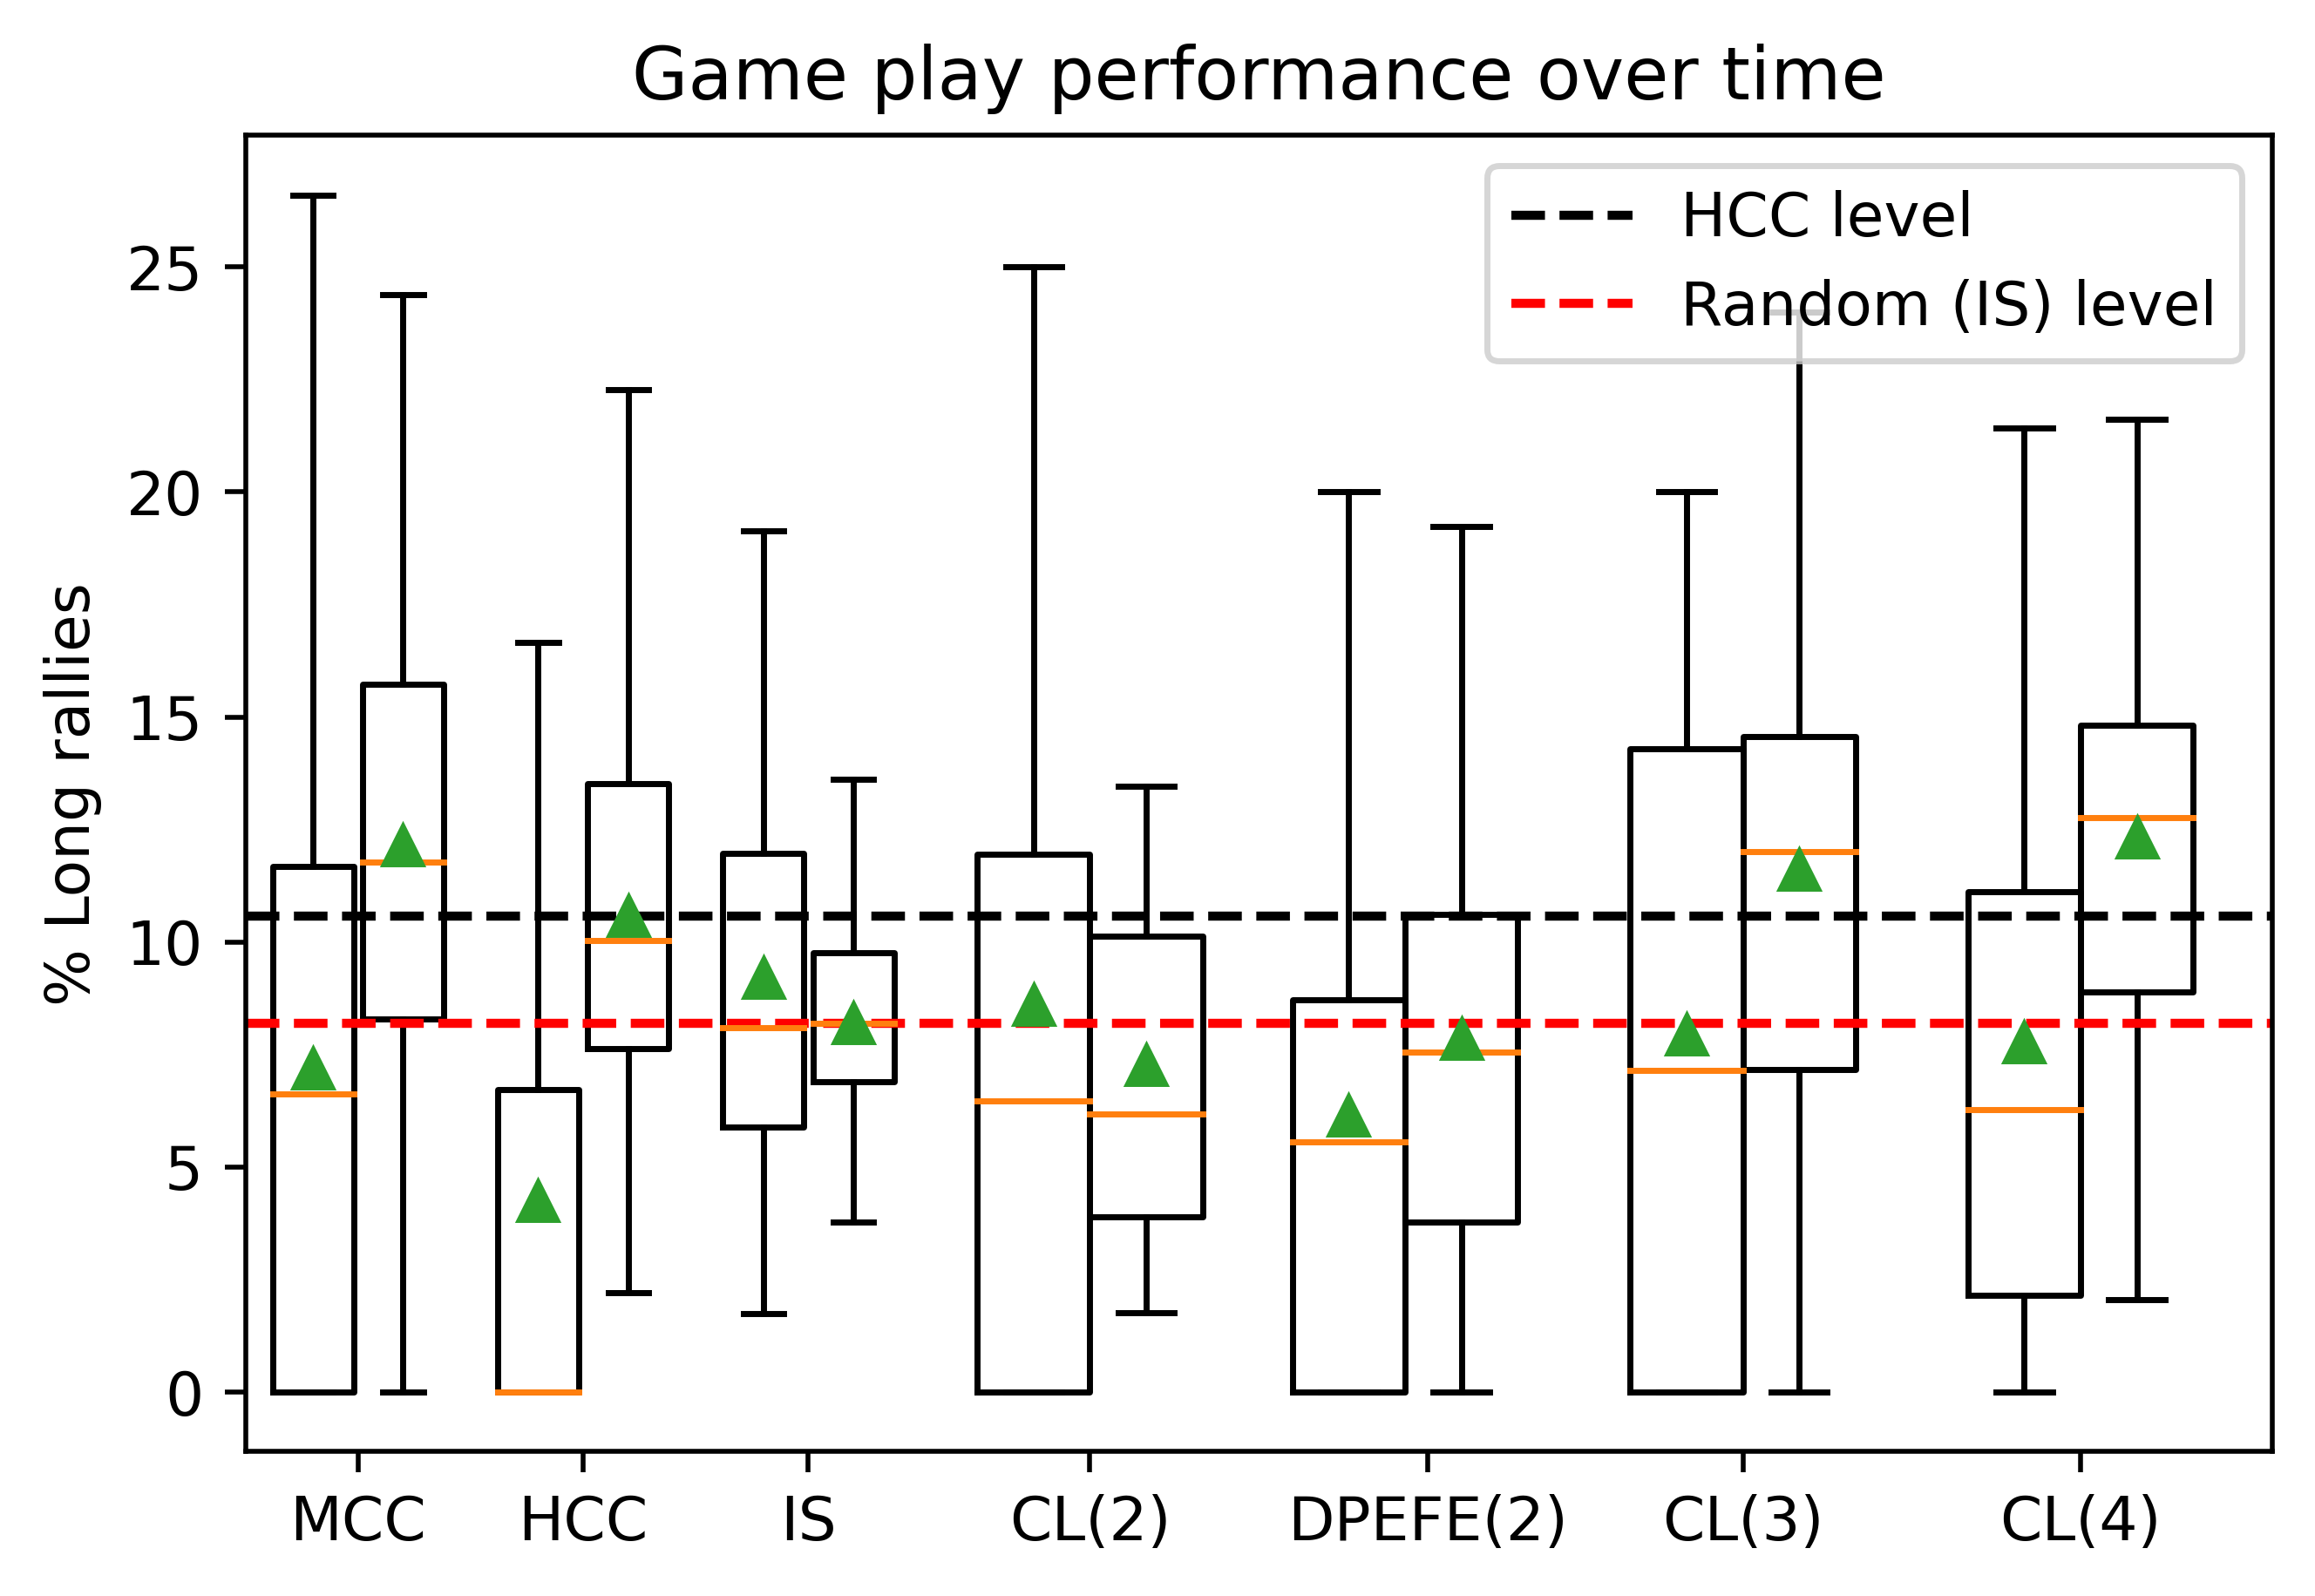 Game play performance over time
HCC level
Random (IS) level
% Long rallies
25
20
15
10
5
0
MCC HCC IS CL(2) DPEFE(2) CL(3) CL(4)